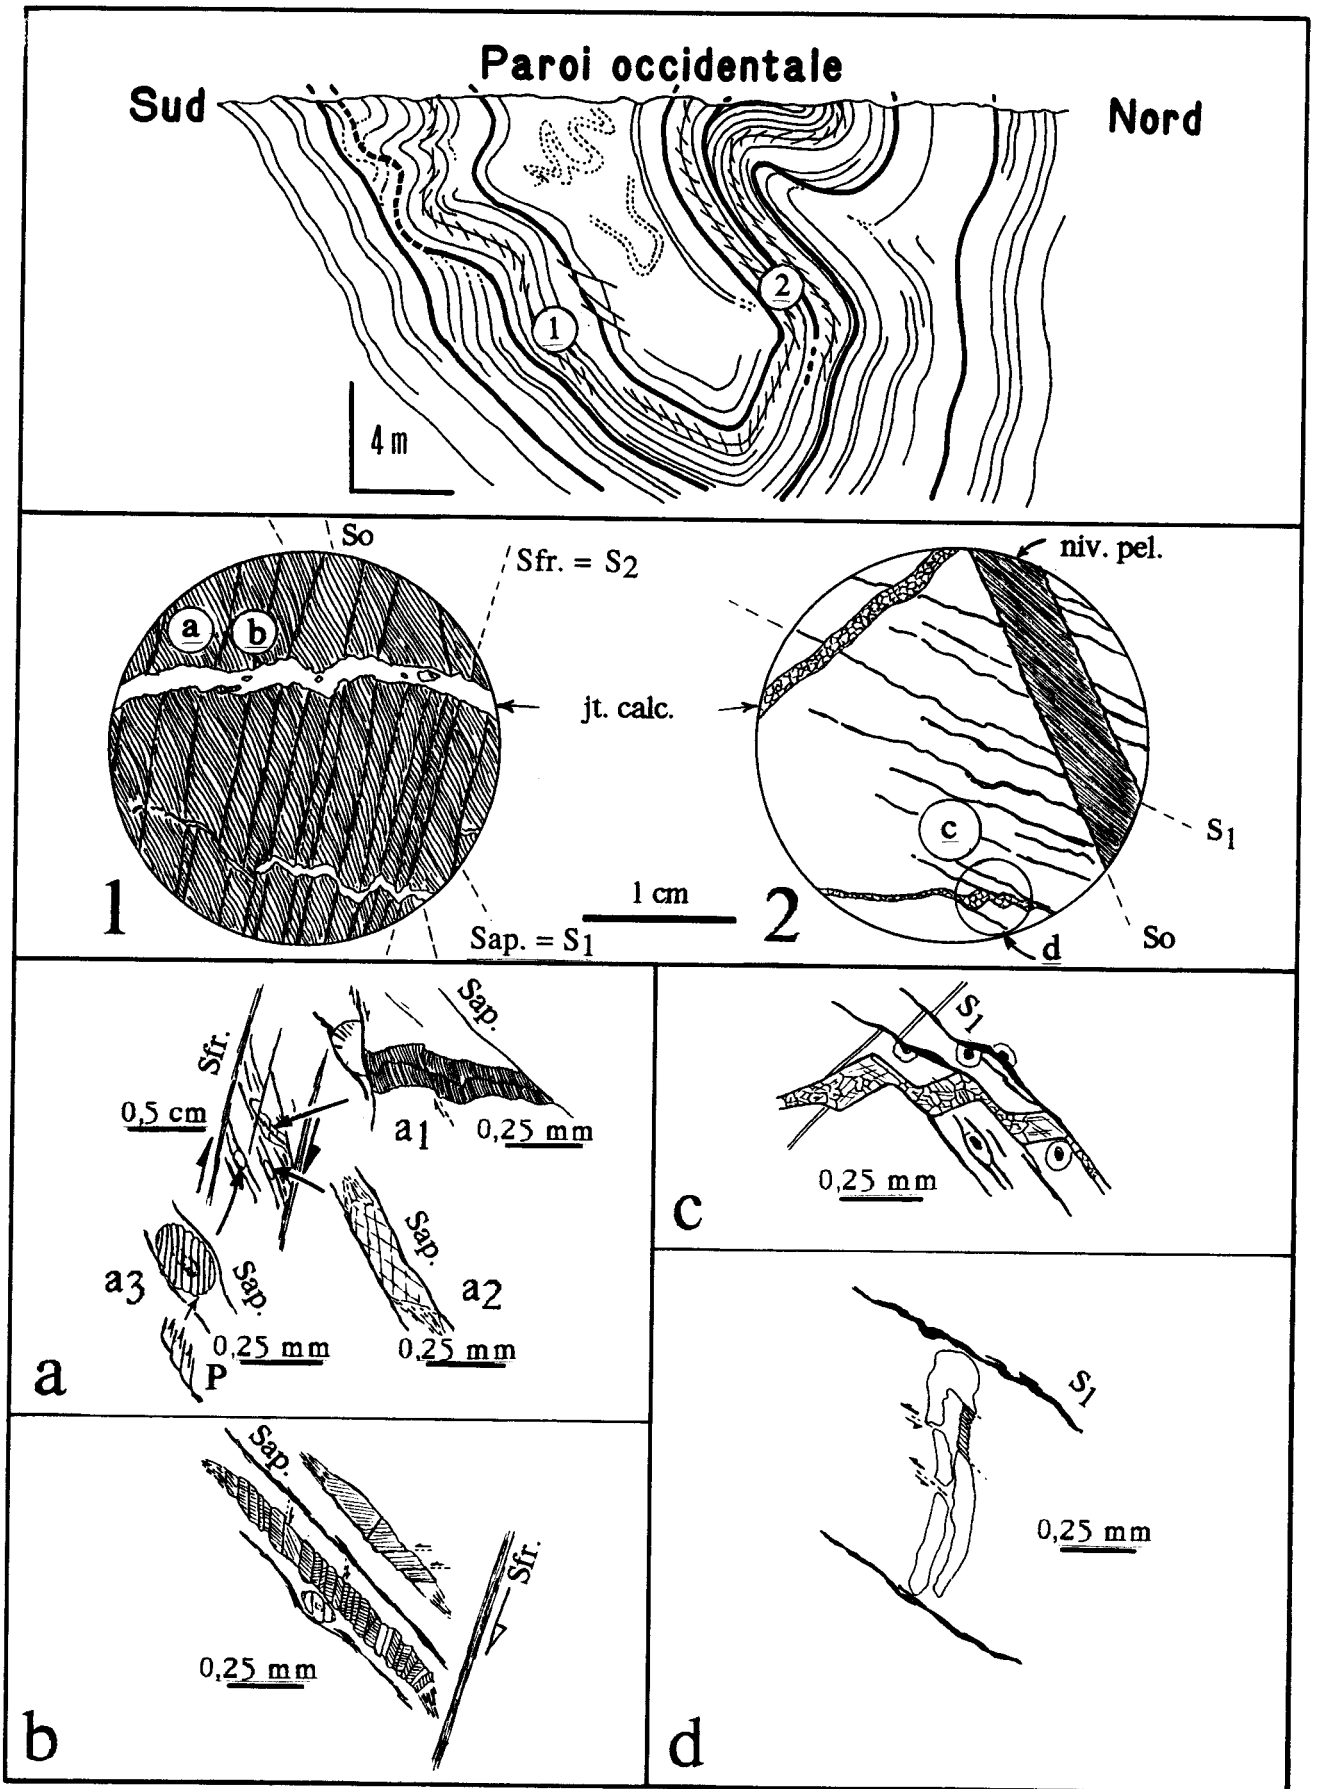 Paroi occidentale
Sud
Nord
1
2
4 m
So
Sfr. = S2
niv. pel.
a
b
jt. calc.
c
S1
1
1 cm
2
Sap. = S1
d
So
Sfr.
Sap.
S1
0,5 cm
a1
0,25 mm
0,25 mm
c
Sap.
a3
Sap.
a2
0,25 mm
0,25 mm
P
a
Sap.
S1
Sfr.
0,25 mm
0,25 mm
b
d